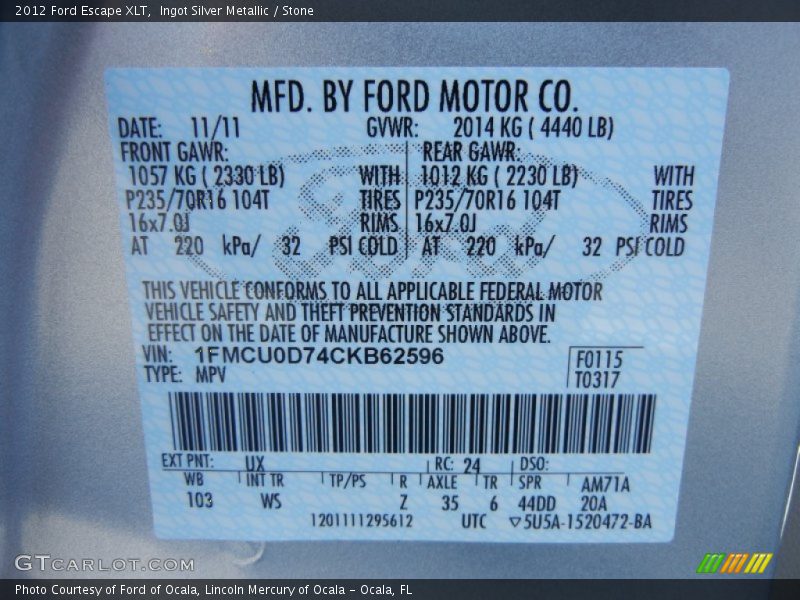 2012 Ford Escape XLT,  Ingot Silver Metallic / Stone
MFD. BY FORD MOTOR CO.
DATE: 11/11 GVWR: 2014 KG ( 4440 LB)
FRONT GAWR: REAR GAWR:
1057 KG ( 2330 LB) WITH 1012 KG ( 2230 LB) WITH
P235/70R16 104T TIRES P235/70R16 104T TIRES
16x7.0J RIMS 16x7.0J RIMS
AT 220 kPa/ 32 PSI COLD AT 220 kPa/ 32 PSI COLD
THIS VEHICLE CONFORMS TO ALL APPLICABLE FEDERAL MOTOR
VEHICLE SAFETY AND THEFT PREVENTION STANDARDS IN
EFFECT ON THE DATE OF MANUFACTURE SHOWN ABOVE.
VIN: 1FMCU0D74CKB62596 F0115
TYPE: MPV T0317
EXT PNT: UX RC: 24 DSO:
WB INT TR TP/PS R AXLE TR SPR AM71A
103 WS Z 35 6 44DD 20A
1201111295612 UTC ▽5U5A-1520472-BA
GTCARLOT.COM
Photo Courtesy of Ford of Ocala, Lincoln Mercury of Ocala – Ocala, FL